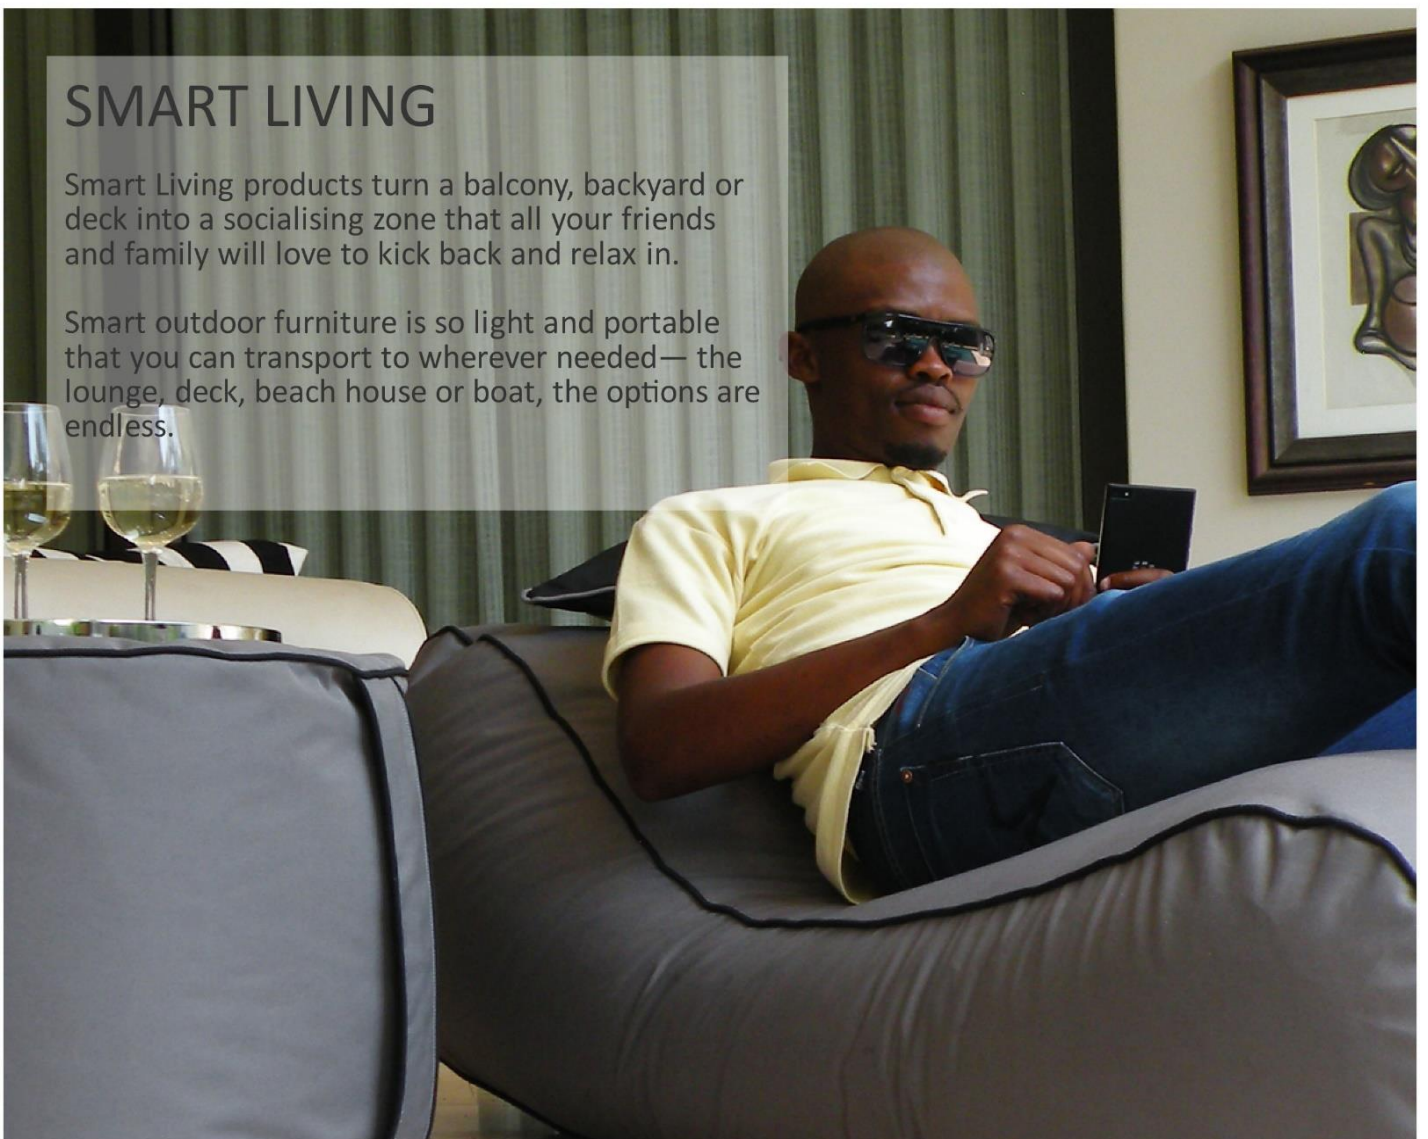 SMART LIVING
Smart Living products turn a balcony, backyard or
deck into a socialising zone that all your friends
and family will love to kick back and relax in.
Smart outdoor furniture is so light and portable
that you can transport to wherever needed— the
lounge, deck, beach house or boat, the options are
endless.